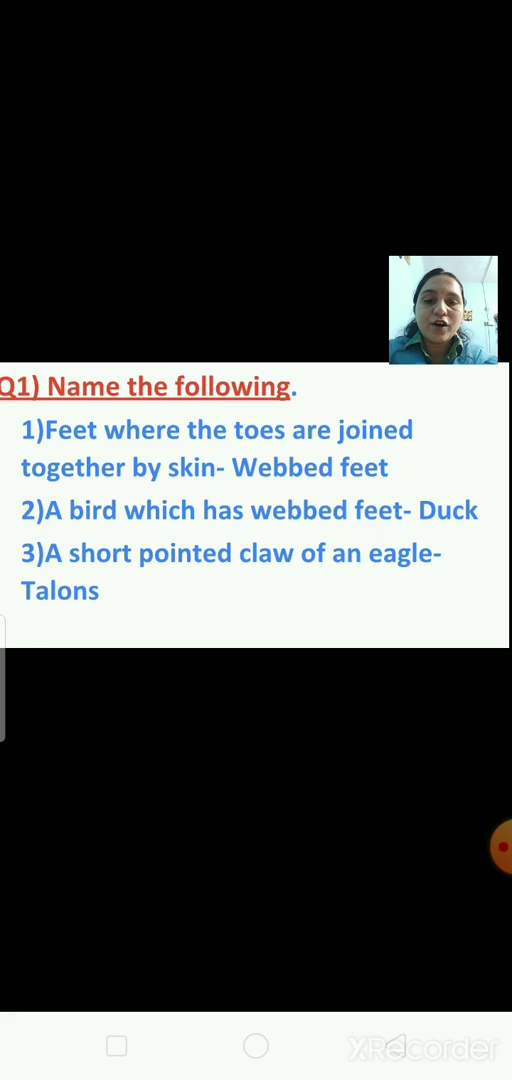 Q1) Name the following.
1)Feet where the toes are joined
together by skin- Webbed feet
2)A bird which has webbed feet- Duck
3)A short pointed claw of an eagle-
Talons
XRecorder